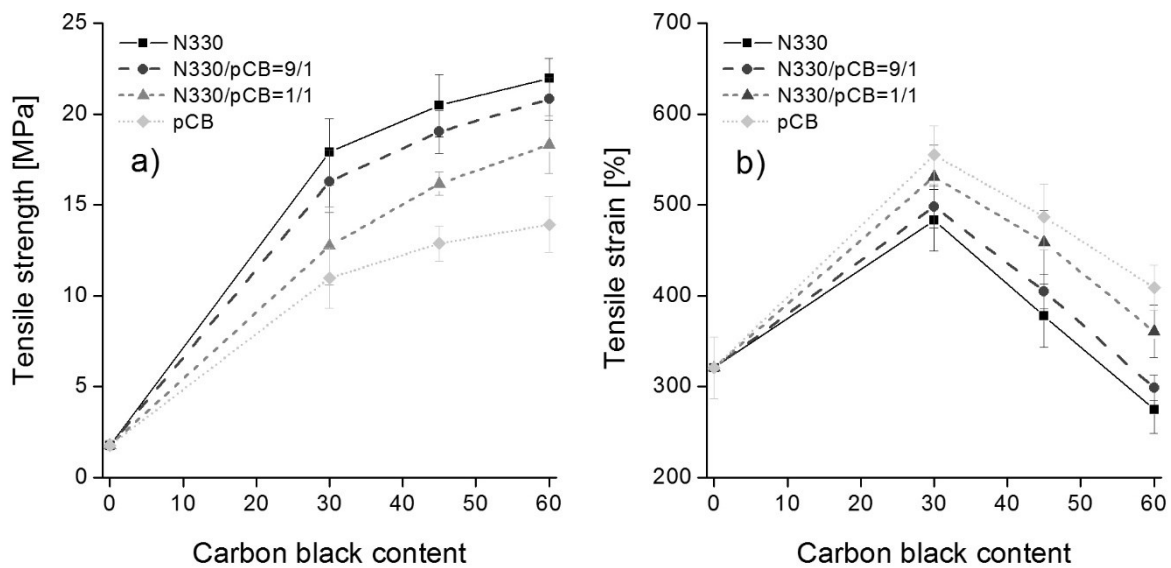 25
20
15
10
5
0
Tensile strength [MPa]
N330
N330/pCB=9/1
N330/pCB=1/1
pCB
a)
0 10 20 30 40 50 60
Carbon black content
700
600
500
400
300
200
Tensile strain [%]
N330
N330/pCB=9/1
N330/pCB=1/1
pCB
b)
0 10 20 30 40 50 60
Carbon black content